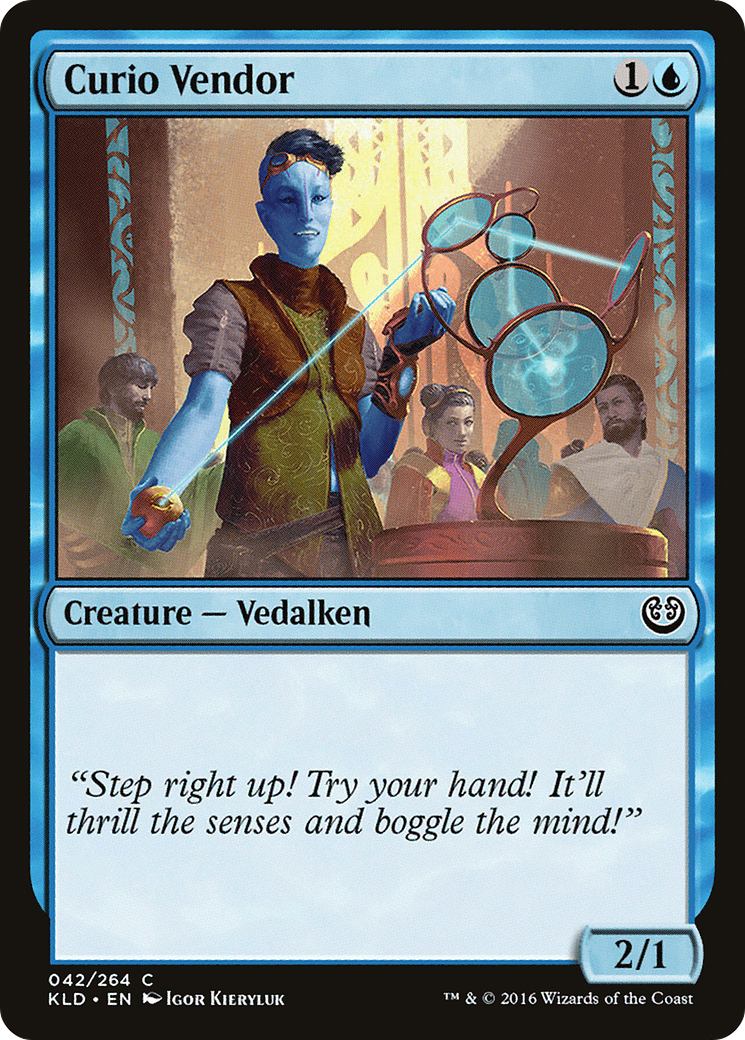 Curio Vendor 1
Creature — Vedalken
“Step right up! Try your hand! It’ll
thrill the senses and boggle the mind!”
2/1
042/264 C
KLD • EN Igor Kieryluk
™ & © 2016 Wizards of the Coast